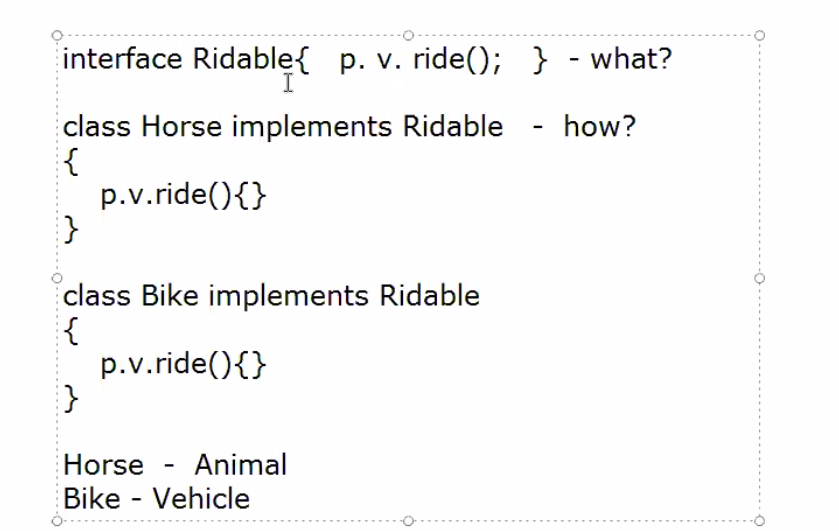 interface Ridable{   p. v. ride();   }  - what?
class Horse implements Ridable   -  how?
{
p.v.ride(){}
}
class Bike implements Ridable
{
p.v.ride(){}
}
Horse  -  Animal
Bike - Vehicle